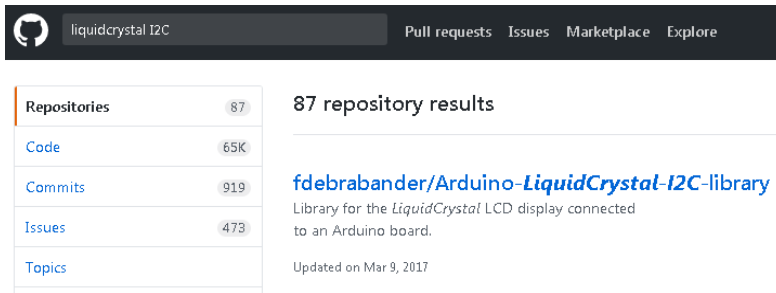 liquidcrystal I2C
Pull requests Issues Marketplace Explore
Repositories 87
Code 65K
Commits 919
Issues 473
Topics
87 repository results
fdebrabander/Arduino-LiquidCrystal-I2C-library
Library for the LiquidCrystal LCD display connected
to an Arduino board.
Updated on Mar 9, 2017